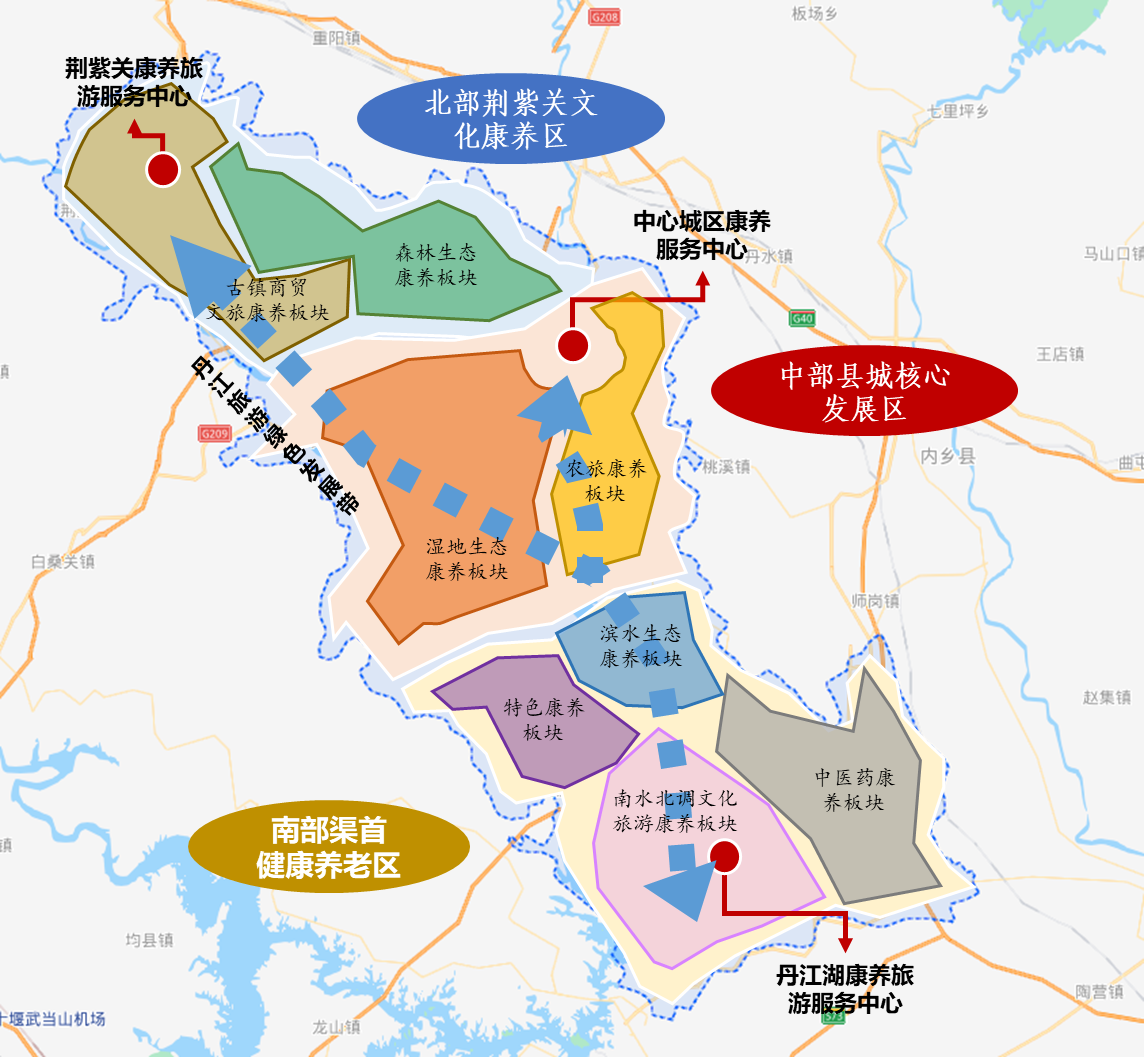 板场乡
G208
重阳镇
荆紫关康养旅
游服务中心
北部荆紫关文
化康养区
七里坪乡
荆
中心城区康养
服务中心
丹水镇
马山口镇
森林生态
康养板块
古镇商贸
文旅康养板块
G40
王店镇
镇
丹江旅游绿色发展带
中部县城核心
发展区
G209
内乡县
曲屯
桃溪镇
农旅康养
板块
湿地生态
康养板块
白桑关镇
师岗镇
滨水生态
康养板块
赵集镇
特色康养
板块
中医药康
养板块
南水北调文化
旅游康养板块
南部渠首
健康养老区
镇
均县镇
丹江湖康养旅
游服务中心
陶营镇
S73
十堰武当山机场
龙山镇